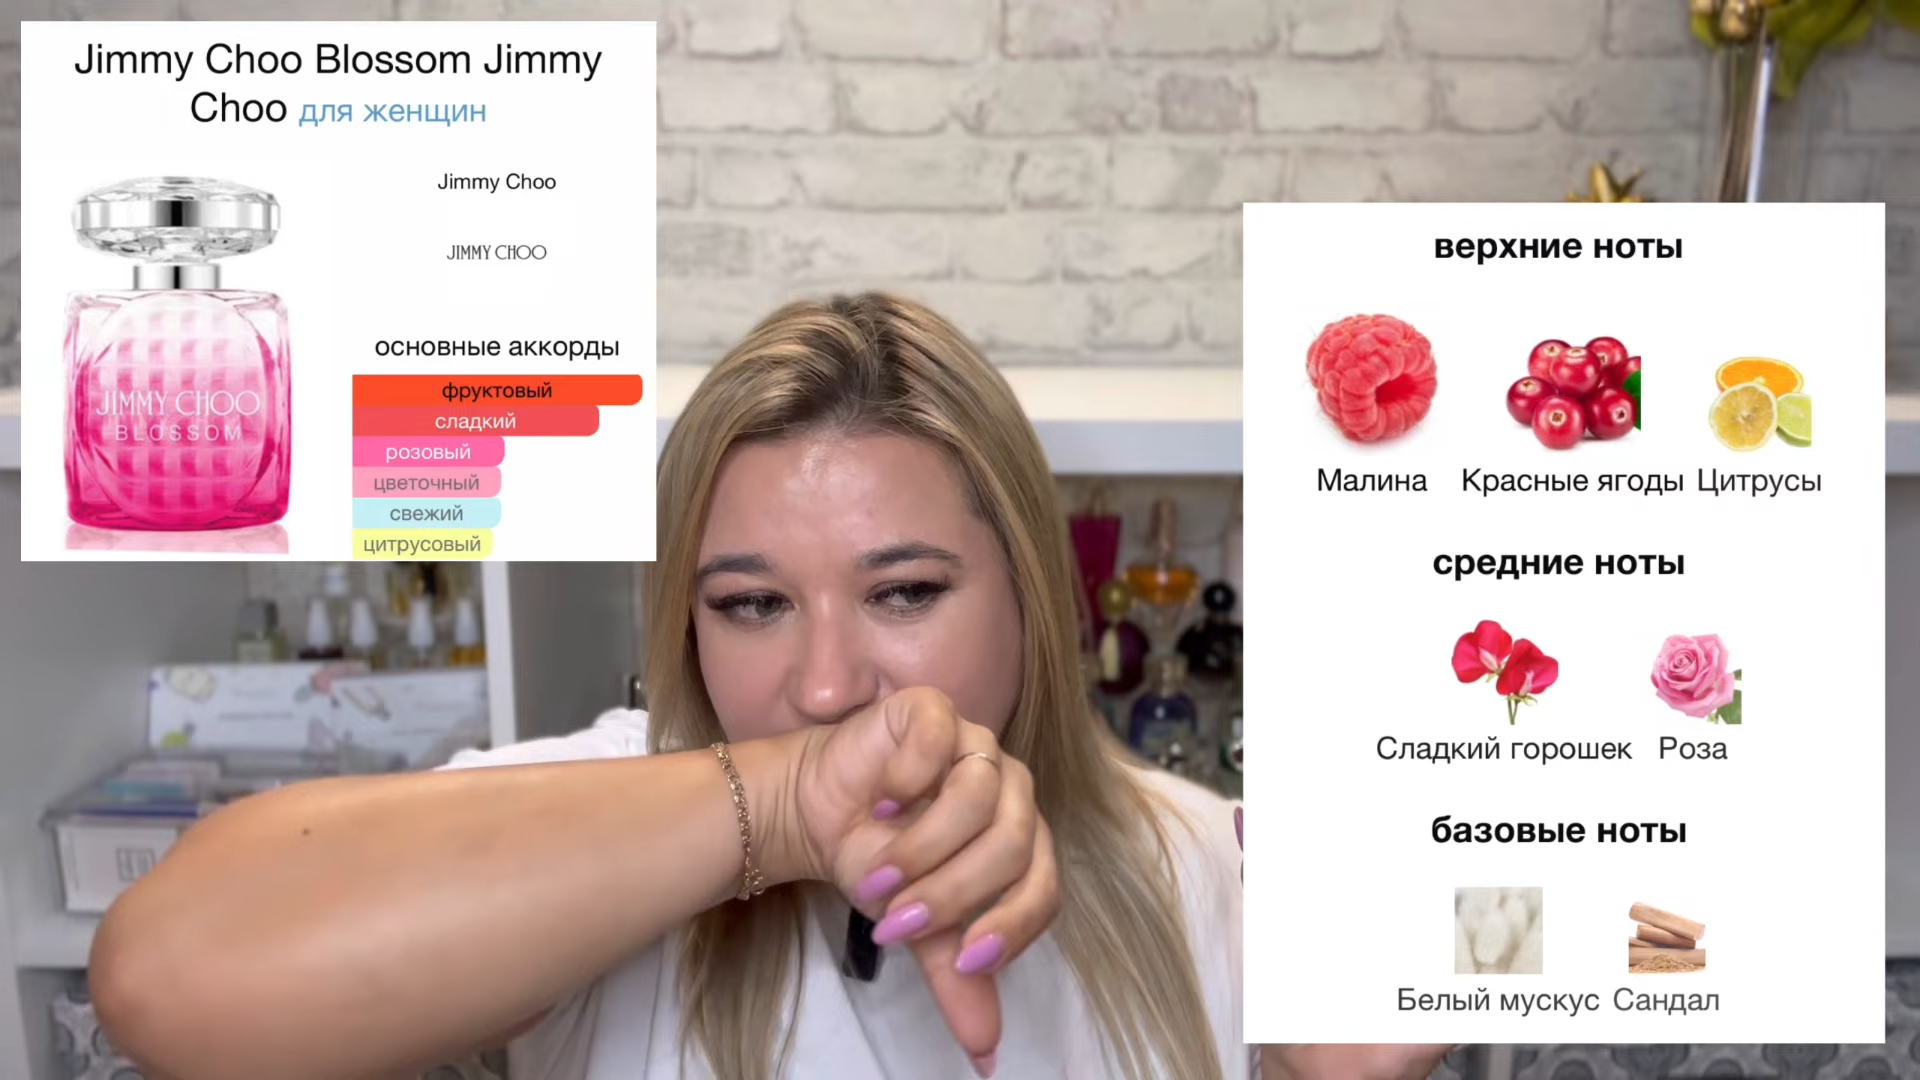 Jimmy Choo Blossom Jimmy
Choo для женщин
Jimmy Choo
JIMMY CHOO
JIMMY CHOO
BLOSSOM
основные аккорды
фруктовый
сладкий
розовый
цветочный
свежий
цитрусовый
верхние ноты
Малина
Красные ягоды
Цитрусы
средние ноты
Сладкий горошек
Роза
базовые ноты
Белый мускус
Сандал